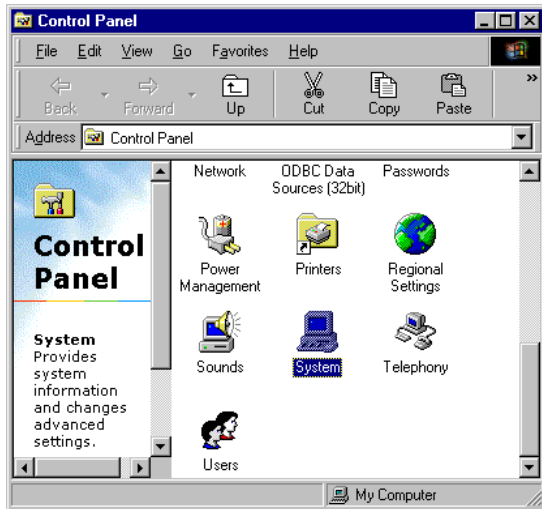 Control Panel
File Edit View Go Favorites Help
Back Forward Up Cut Copy Paste »
Address Control Panel
Control
Panel
System
Provides
system
information
and changes
advanced
settings.
Network ODBC Data Passwords
Sources (32bit)
Power Printers Regional
Management Settings
Sounds System Telephony
Users
My Computer